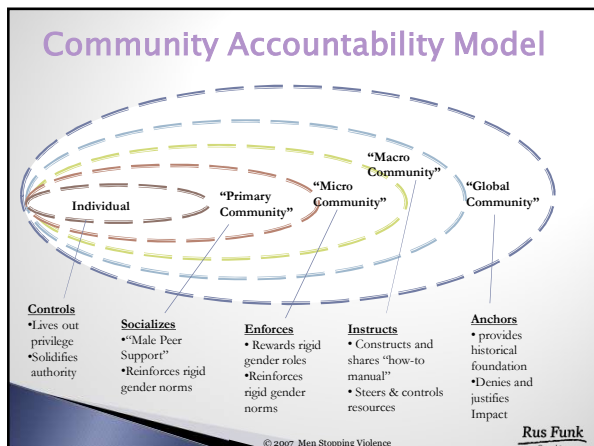 Community Accountability Model
Individual
"Primary
Community"
"Micro
Community"
"Macro
Community"
"Global
Community"
Controls
•Lives out
privilege
•Solidifies
authority
Socializes
•"Male Peer
Support"
•Reinforces rigid
gender norms
Enforces
• Rewards rigid
gender roles
•Reinforces
rigid gender
norms
Instructs
• Constructs and
shares "how-to
manual"
• Steers & controls
resources
Anchors
• provides
historical
foundation
•Denies and
justifies
Impact
© 2007 Men Stopping Violence
Rus Funk